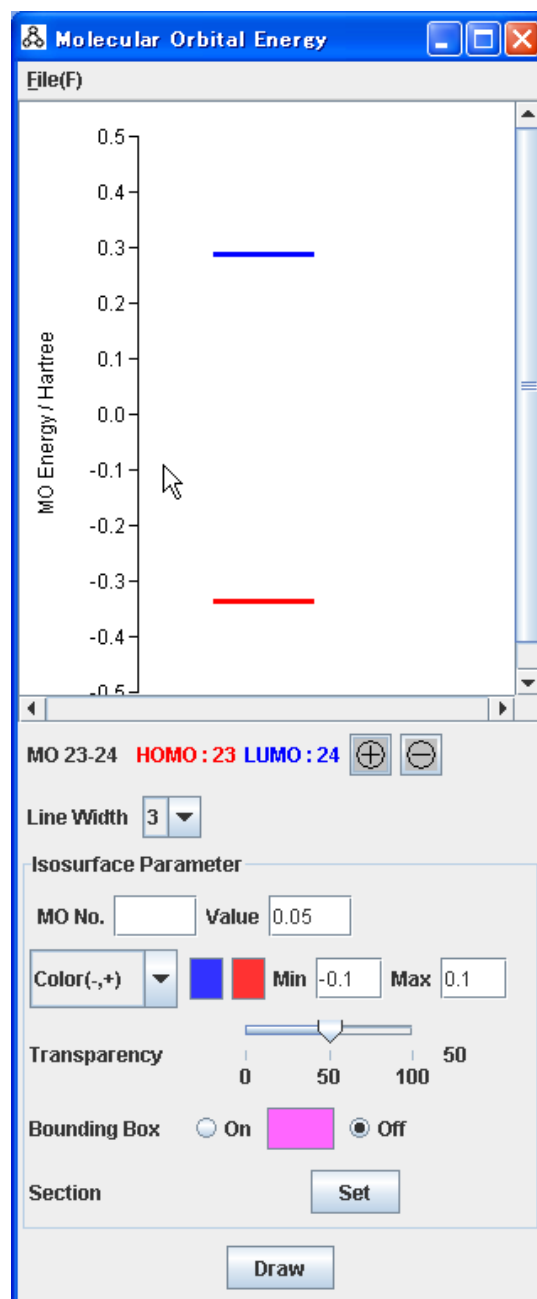 Molecular Orbital Energy
File(F)
0.5
0.4
0.3
0.2
0.1
0.0
-0.1
-0.2
-0.3
-0.4
-0.5
MO Energy / Hartree
MO 23-24 HOMO : 23 LUMO : 24
Line Width 3
Isosurface Parameter
MO No. Value 0.05
Color(-,+) Min -0.1 Max 0.1
Transparency 50
0 50 100
Bounding Box On Off
Section Set
Draw